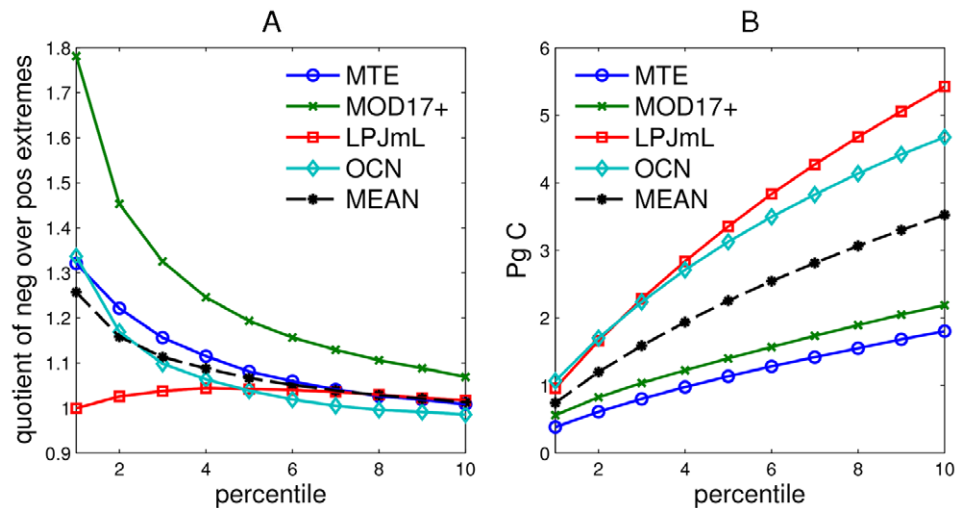 A
quotient of neg over pos extremes
1.8
1.7
1.6
1.5
1.4
1.3
1.2
1.1
1
0.9
2
4
6
8
10
percentile
MTE
MOD17+
LPJmL
OCN
MEAN
B
Pg C
6
5
4
3
2
1
0
2
4
6
8
10
percentile
MTE
MOD17+
LPJmL
OCN
MEAN